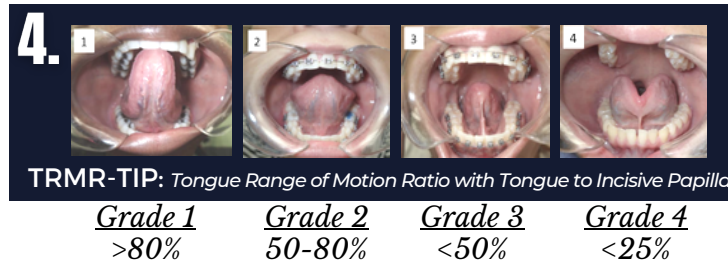 4.
1 2 3 4
TRMR-TIP: Tongue Range of Motion Ratio with Tongue to Incisive Papilla
Grade 1 Grade 2 Grade 3 Grade 4
>80% 50-80% <50% <25%